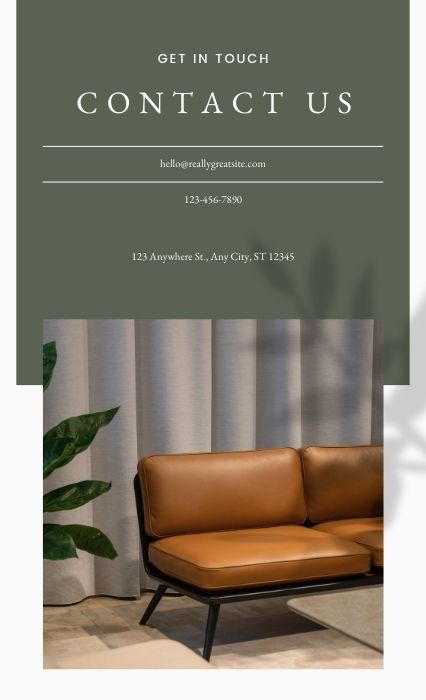 GET IN TOUCH
CONTACT US
hello@reallygreatsite.com
123-456-7890
123 Anywhere St., Any City, ST 12345